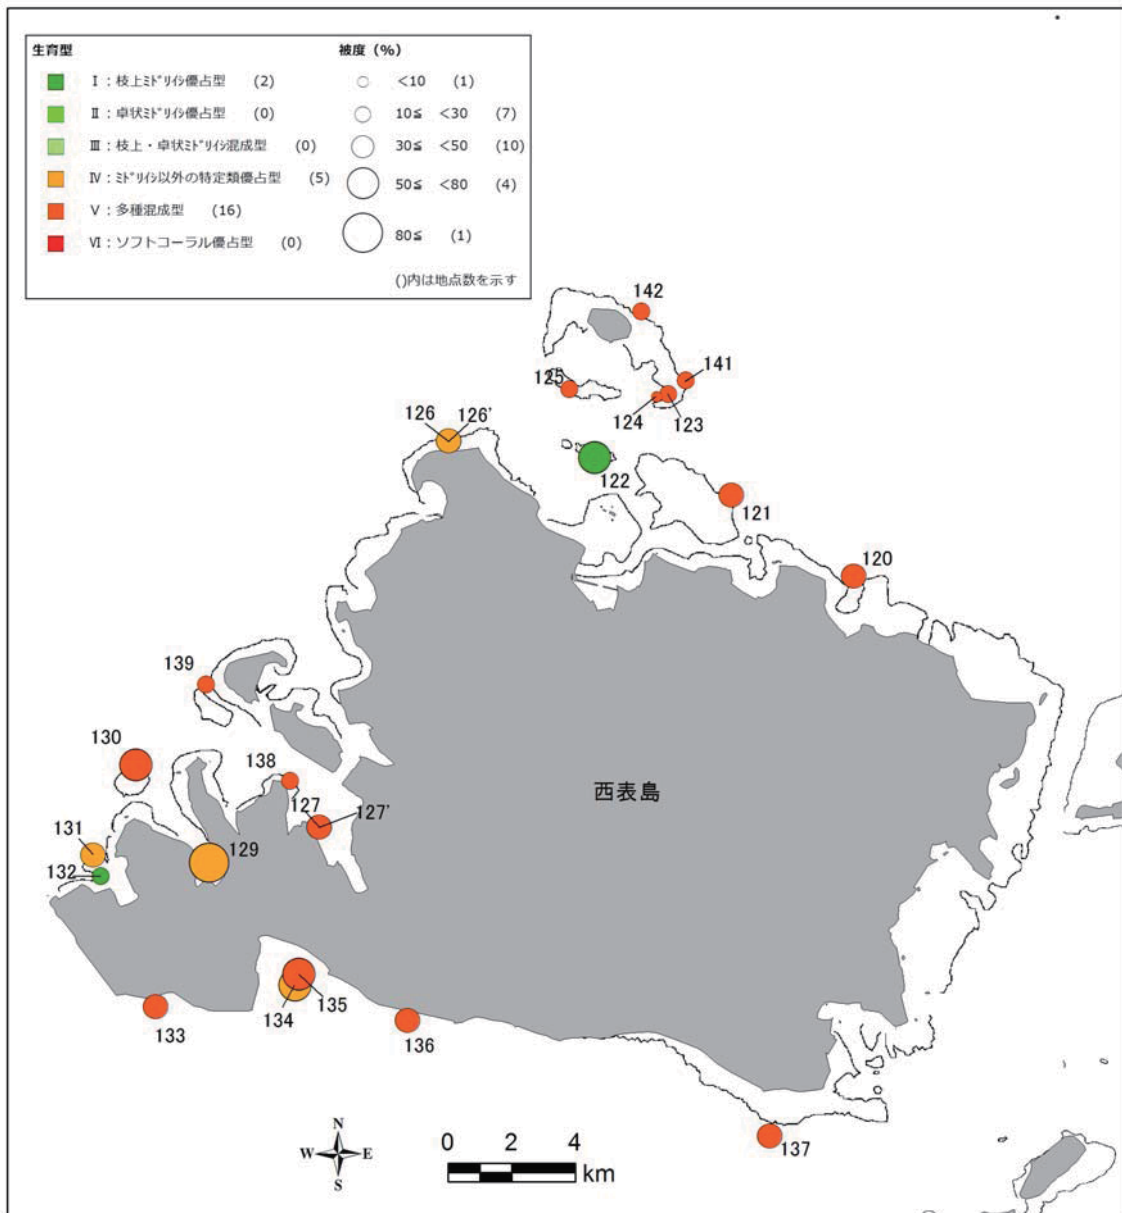 生育型
Ⅰ：枝上ﾐﾄﾞﾘｲｼ優占型 (2)
Ⅱ：卓状ﾐﾄﾞﾘｲｼ優占型 (0)
Ⅲ：枝上・卓状ﾐﾄﾞﾘｲｼ混成型 (0)
Ⅳ：ﾐﾄﾞﾘｲｼ以外の特定類優占型 (5)
Ⅴ：多種混成型 (16)
Ⅵ：ソフトコーラル優占型 (0)
被度（%）
<10 (1)
10≦ <30 (7)
30≦ <50 (10)
50≦ <80 (4)
80≦ (1)
()内は地点数を示す
142
141
125
124
123
126
126'
122
121
120
139
130
138
127
127'
西表島
131
129
132
135
134
133
136
137
N
W
E
S
0 2 4
km